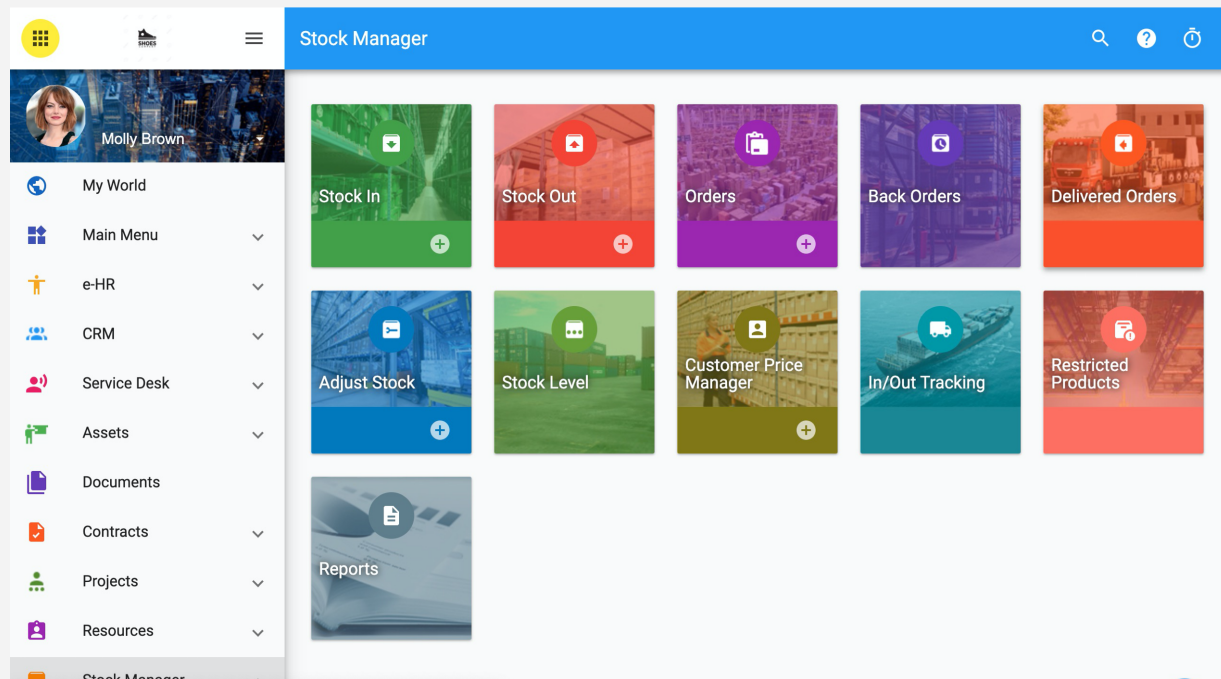 SHOES
Stock Manager
Molly Brown
My World
Main Menu
e-HR
CRM
Service Desk
Assets
Documents
Contracts
Projects
Resources
Stock Manager
Stock In
Stock Out
Orders
Back Orders
Delivered Orders
Adjust Stock
Stock Level
Customer Price
Manager
In/Out Tracking
Restricted
Products
Reports